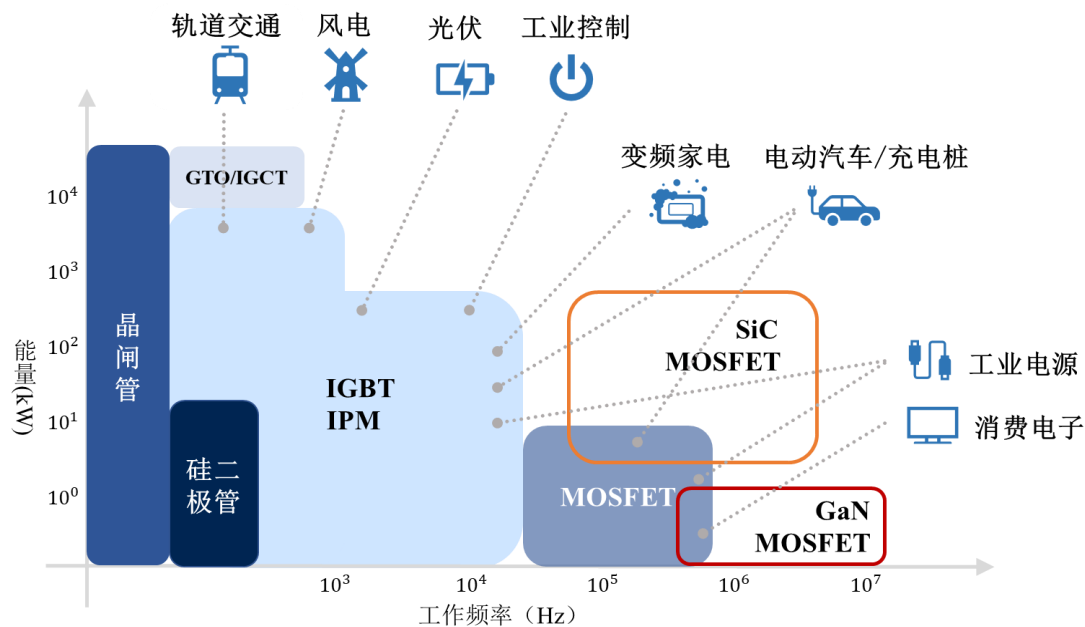 轨道交通
风电
光伏
工业控制
变频家电
电动汽车/充电桩
GTO/IGCT
10⁴
10³
10²
10¹
10⁰
能量(kW)
晶闸管
硅二
极管
IGBT
IPM
SiC
MOSFET
工业电源
消费电子
MOSFET
GaN
MOSFET
10³
10⁴
10⁵
10⁶
10⁷
工作频率（Hz）